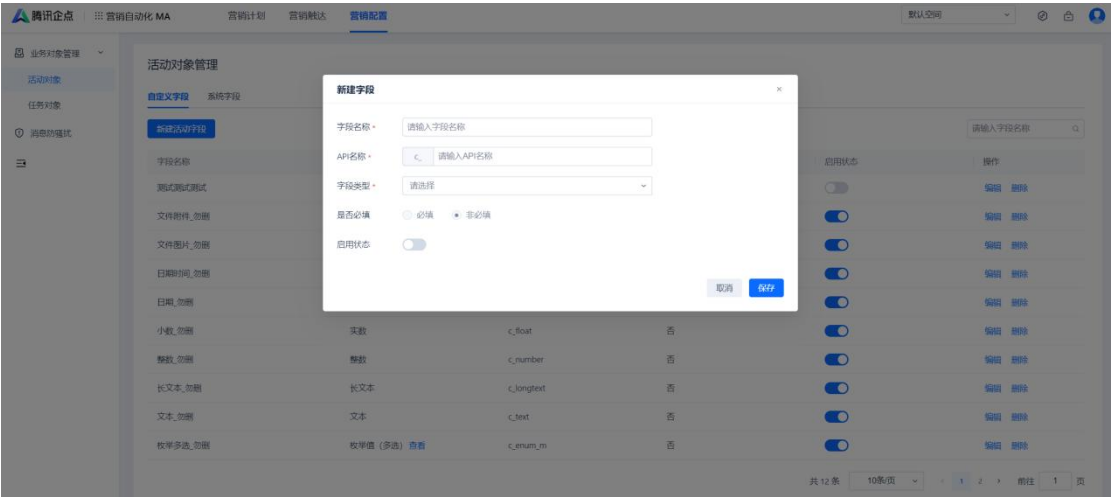 腾讯企点 营销自动化 MA 营销计划 营销触达 营销配置 默认空间
业务对象管理
活动对象
任务对象
消息防骚扰
活动对象管理
自定义字段 系统字段
新建活动字段 请输入字段名称
字段名称 启用状态 操作
测试测试测试 编辑 删除
文件附件_勿删 编辑 删除
文件图片_勿删 编辑 删除
日期时间_勿删 编辑 删除
日期_勿删 编辑 删除
小数_勿删 实数 c_float 否 编辑 删除
整数_勿删 整数 c_number 否 编辑 删除
长文本_勿删 长文本 c_longtext 否 编辑 删除
文本_勿删 文本 c_text 否 编辑 删除
枚举多选_勿删 枚举值（多选） 查看 c_enum_m 否 编辑 删除
共 12 条 10条/页 1 2 前往 1 页
新建字段
字段名称 * 请输入字段名称
API名称 * c_ 请输入API名称
字段类型 * 请选择
是否必填 必填 非必填
启用状态
取消 保存